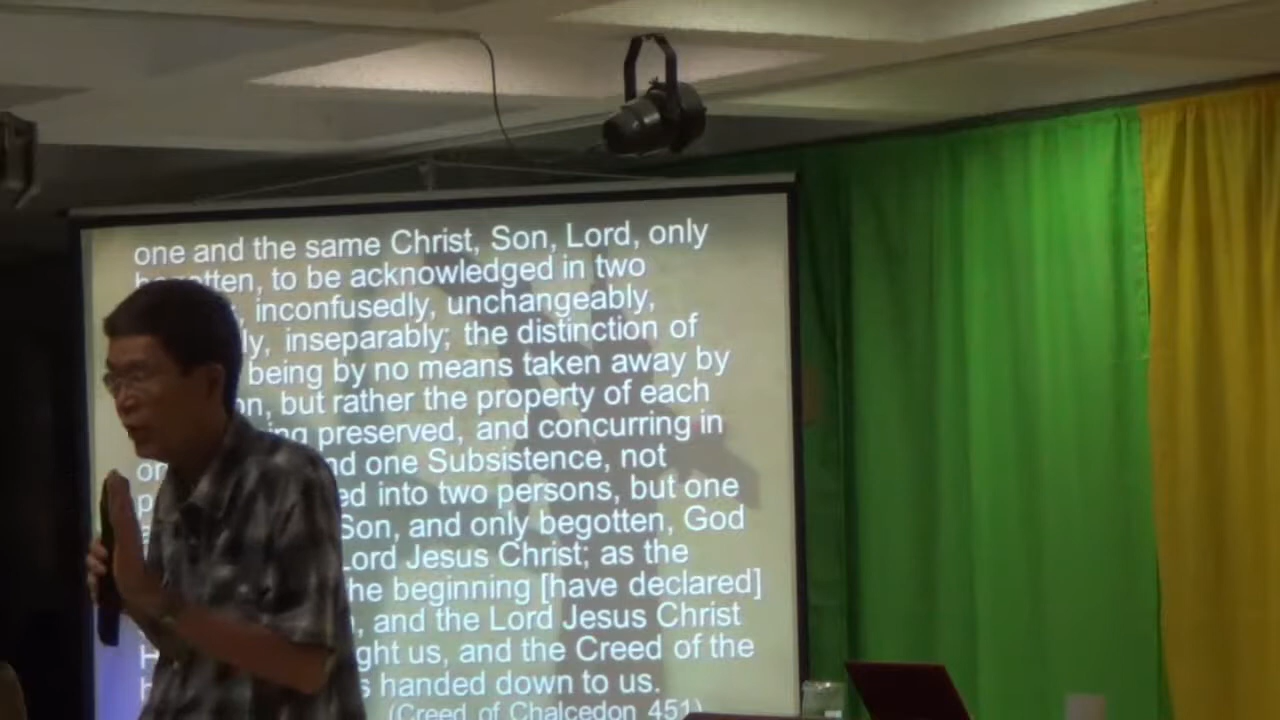 one and the same Christ, Son, Lord, only
begotten, to be acknowledged in two
, inconfusedly, unchangeably,
ly, inseparably; the distinction of
being by no means taken away by
on, but rather the property of each
ing preserved, and concurring in
nd one Subsistence, not
ed into two persons, but one
Son, and only begotten, God
Lord Jesus Christ; as the
he beginning [have declared]
, and the Lord Jesus Christ
ght us, and the Creed of the
s handed down to us.
(Creed of Chalcedon 451)